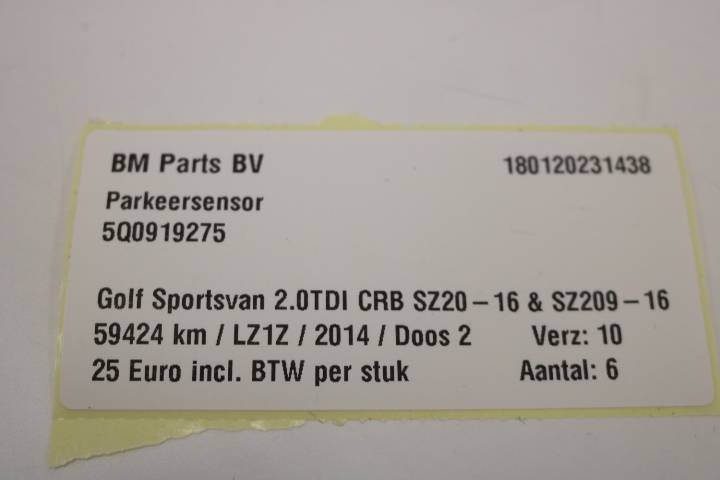 BM Parts BV 180120231438
Parkeersensor
5Q0919275
Golf Sportsvan 2.0TDI CRB SZ20-16 & SZ209-16
59424 km / LZ1Z / 2014 / Doos 2 Verz: 10
25 Euro incl. BTW per stuk Aantal: 6